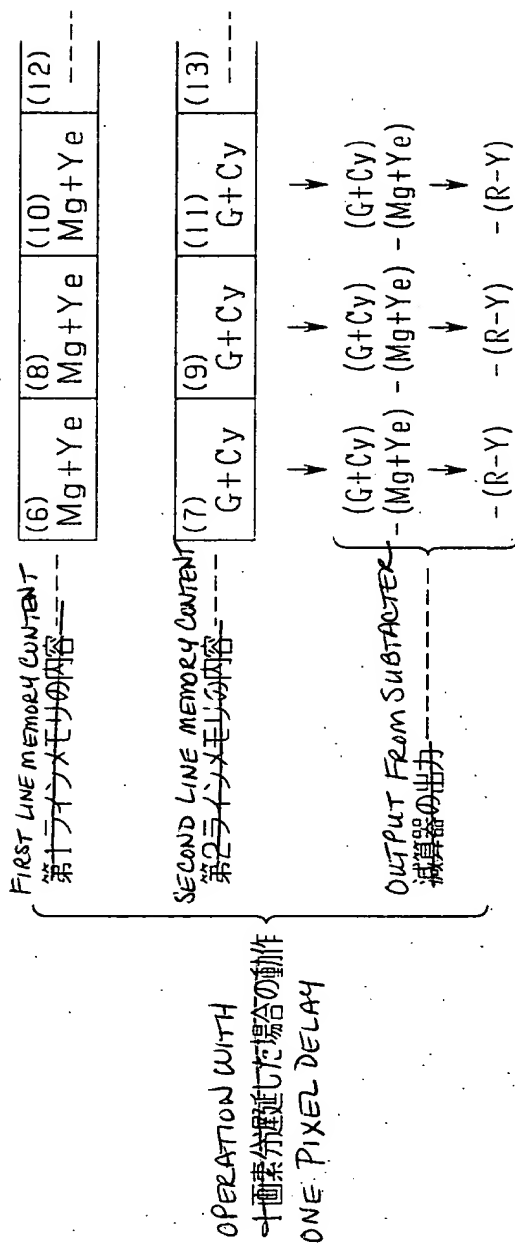 OPERATION WITH
一画素分遅延した場合の動作
ONE PIXEL DELAY
FIRST LINE MEMORY CONTENT
第1ラインメモリの内容
(6) (8) (10) (12)
Mg+Ye Mg+Ye Mg+Ye
SECOND LINE MEMORY CONTENT
第2ラインメモリの内容
(7) (9) (11) (13)
G+Cy G+Cy G+Cy
OUTPUT FROM SUBTACTER
減算器の出力
(G+Cy) (G+Cy) (G+Cy)
-(Mg+Ye) -(Mg+Ye) -(Mg+Ye)
-(R-Y) -(R-Y) -(R-Y)